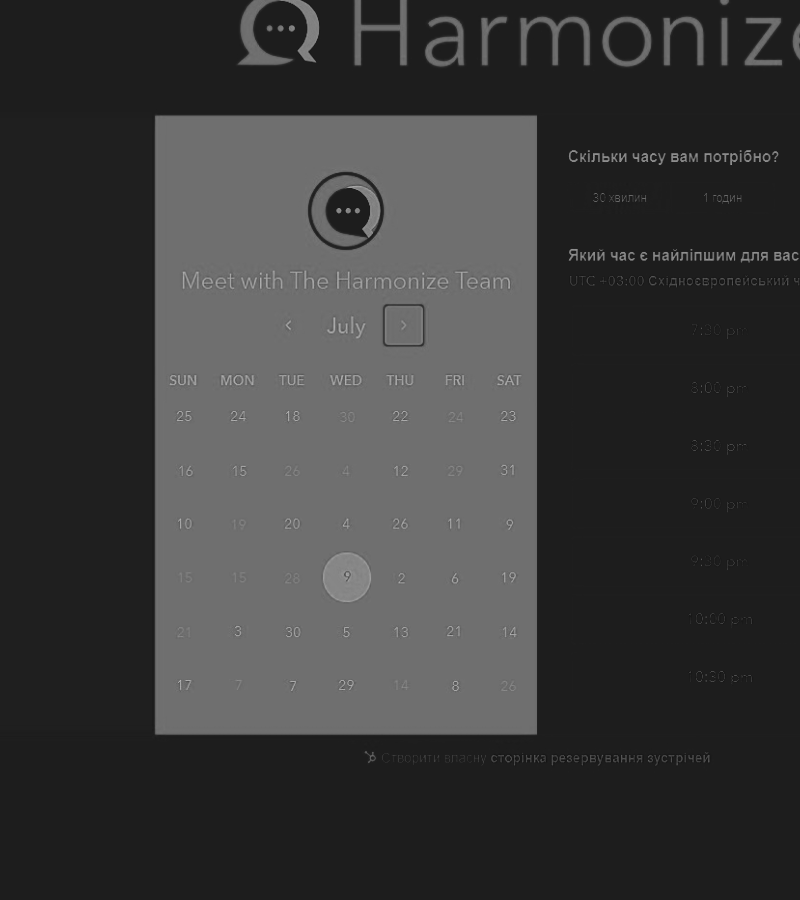 Harmonize
Meet with The Harmonize Team
July
SUN MON TUE WED THU FRI SAT
25 24 18 30 22 24 23
16 15 26 4 12 29 31
10 19 20 4 26 11 9
15 15 28 9 2 6 19
21 3 30 5 13 21 14
17 7 7 29 14 8 26
Скільки часу вам потрібно?
30 хвилин 1 годин
Який час є найліпшим для вас
UTC +03:00 Східноєвропейський ч
7:30 pm
8:00 pm
8:30 pm
9:00 pm
9:30 pm
10:00 pm
10:30 pm
Створити власну сторінка резервування зустрічей